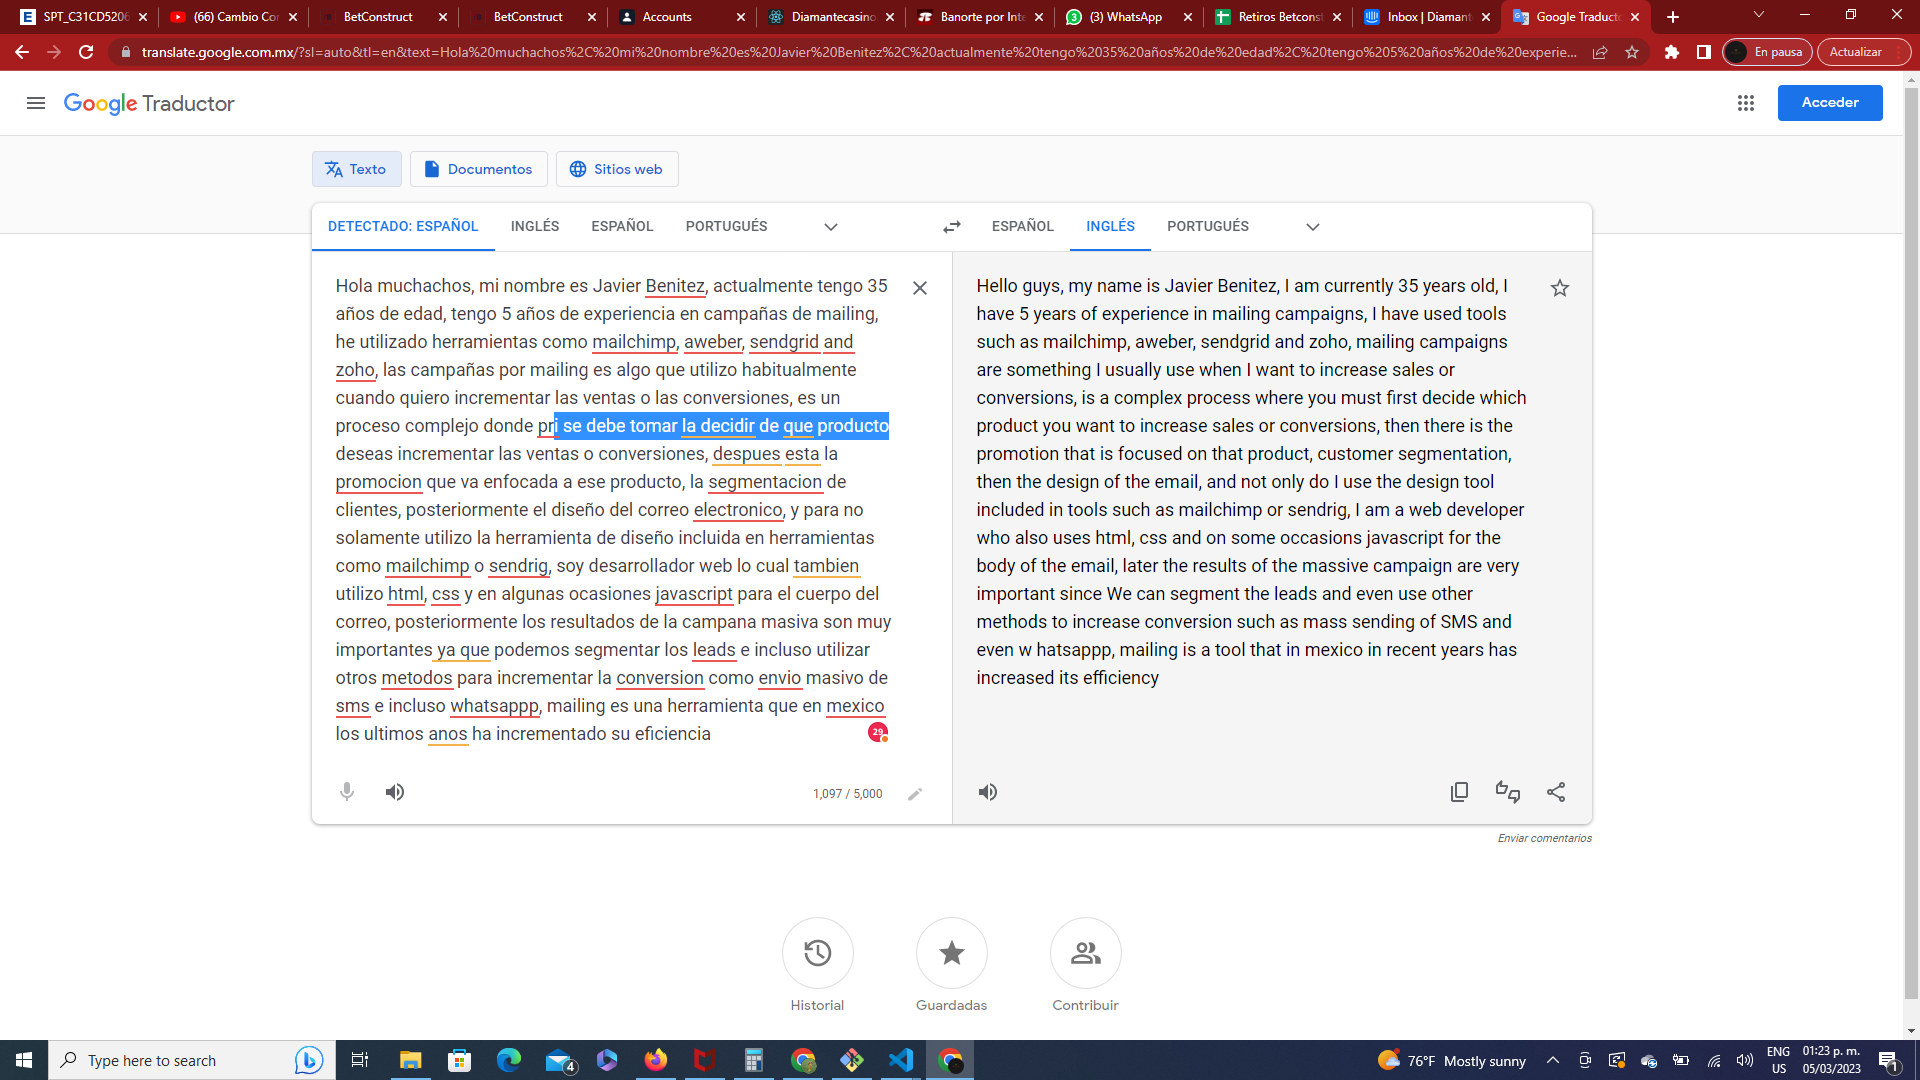 SPT_C31CD5206
(66) Cambio Cor
BetConstruct
BetConstruct
Accounts
Diamantecasino
Banorte por Inte
(3) WhatsApp
Retiros Betconst
Inbox | Diamant
Google Traducto
translate.google.com.mx/?sl=auto&tl=en&text=Hola%20muchachos%2C%20mi%20nombre%20es%20Javier%20Benitez%2C%20actualmente%20tengo%2035%20años%20de%20edad%2C%20tengo%205%20años%20de%20experie...
En pausa
Actualizar
Google Traductor
Acceder
Texto
Documentos
Sitios web
DETECTADO: ESPAÑOL
INGLÉS
ESPAÑOL
PORTUGUÉS
ESPAÑOL
INGLÉS
PORTUGUÉS
Hola muchachos, mi nombre es Javier Benitez, actualmente tengo 35
años de edad, tengo 5 años de experiencia en campañas de mailing,
he utilizado herramientas como mailchimp, aweber, sendgrid and
zoho, las campañas por mailing es algo que utilizo habitualmente
cuando quiero incrementar las ventas o las conversiones, es un
proceso complejo donde pri se debe tomar la decidir de que producto
deseas incrementar las ventas o conversiones, despues esta la
promocion que va enfocada a ese producto, la segmentacion de
clientes, posteriormente el diseño del correo electronico, y para no
solamente utilizo la herramienta de diseño incluida en herramientas
como mailchimp o sendrig, soy desarrollador web lo cual tambien
utilizo html, css y en algunas ocasiones javascript para el cuerpo del
correo, posteriormente los resultados de la campana masiva son muy
importantes ya que podemos segmentar los leads e incluso utilizar
otros metodos para incrementar la conversion como envio masivo de
sms e incluso whatsappp, mailing es una herramienta que en mexico
los ultimos anos ha incrementado su eficiencia
29
1,097 / 5,000
Hello guys, my name is Javier Benitez, I am currently 35 years old, I
have 5 years of experience in mailing campaigns, I have used tools
such as mailchimp, aweber, sendgrid and zoho, mailing campaigns
are something I usually use when I want to increase sales or
conversions, is a complex process where you must first decide which
product you want to increase sales or conversions, then there is the
promotion that is focused on that product, customer segmentation,
then the design of the email, and not only do I use the design tool
included in tools such as mailchimp or sendrig, I am a web developer
who also uses html, css and on some occasions javascript for the
body of the email, later the results of the massive campaign are very
important since We can segment the leads and even use other
methods to increase conversion such as mass sending of SMS and
even w hatsappp, mailing is a tool that in mexico in recent years has
increased its efficiency
Enviar comentarios
Historial
Guardadas
Contribuir
Type here to search
4
76°F Mostly sunny
ENG
US
01:23 p. m.
05/03/2023
1